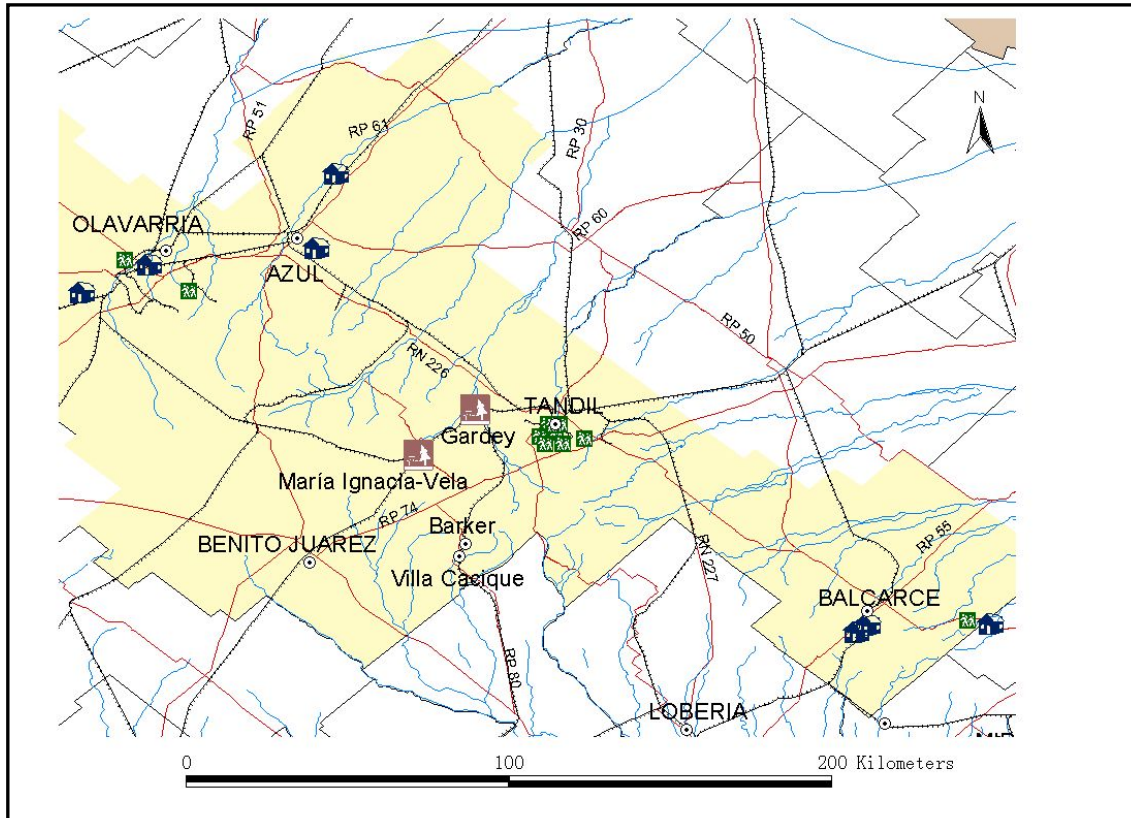 N
RP 51
RP 61
RP 30
OLAVARRIA
RP 60
AZUL
RP 50
RN 226
TANDIL
Gardey
María Ignacia-Vela
RP 74
Barker
BENITO JUAREZ
RN 227
RP 55
Villa Cacique
BALCARCE
RP 80
LOBERIA
0 100 200 Kilometers